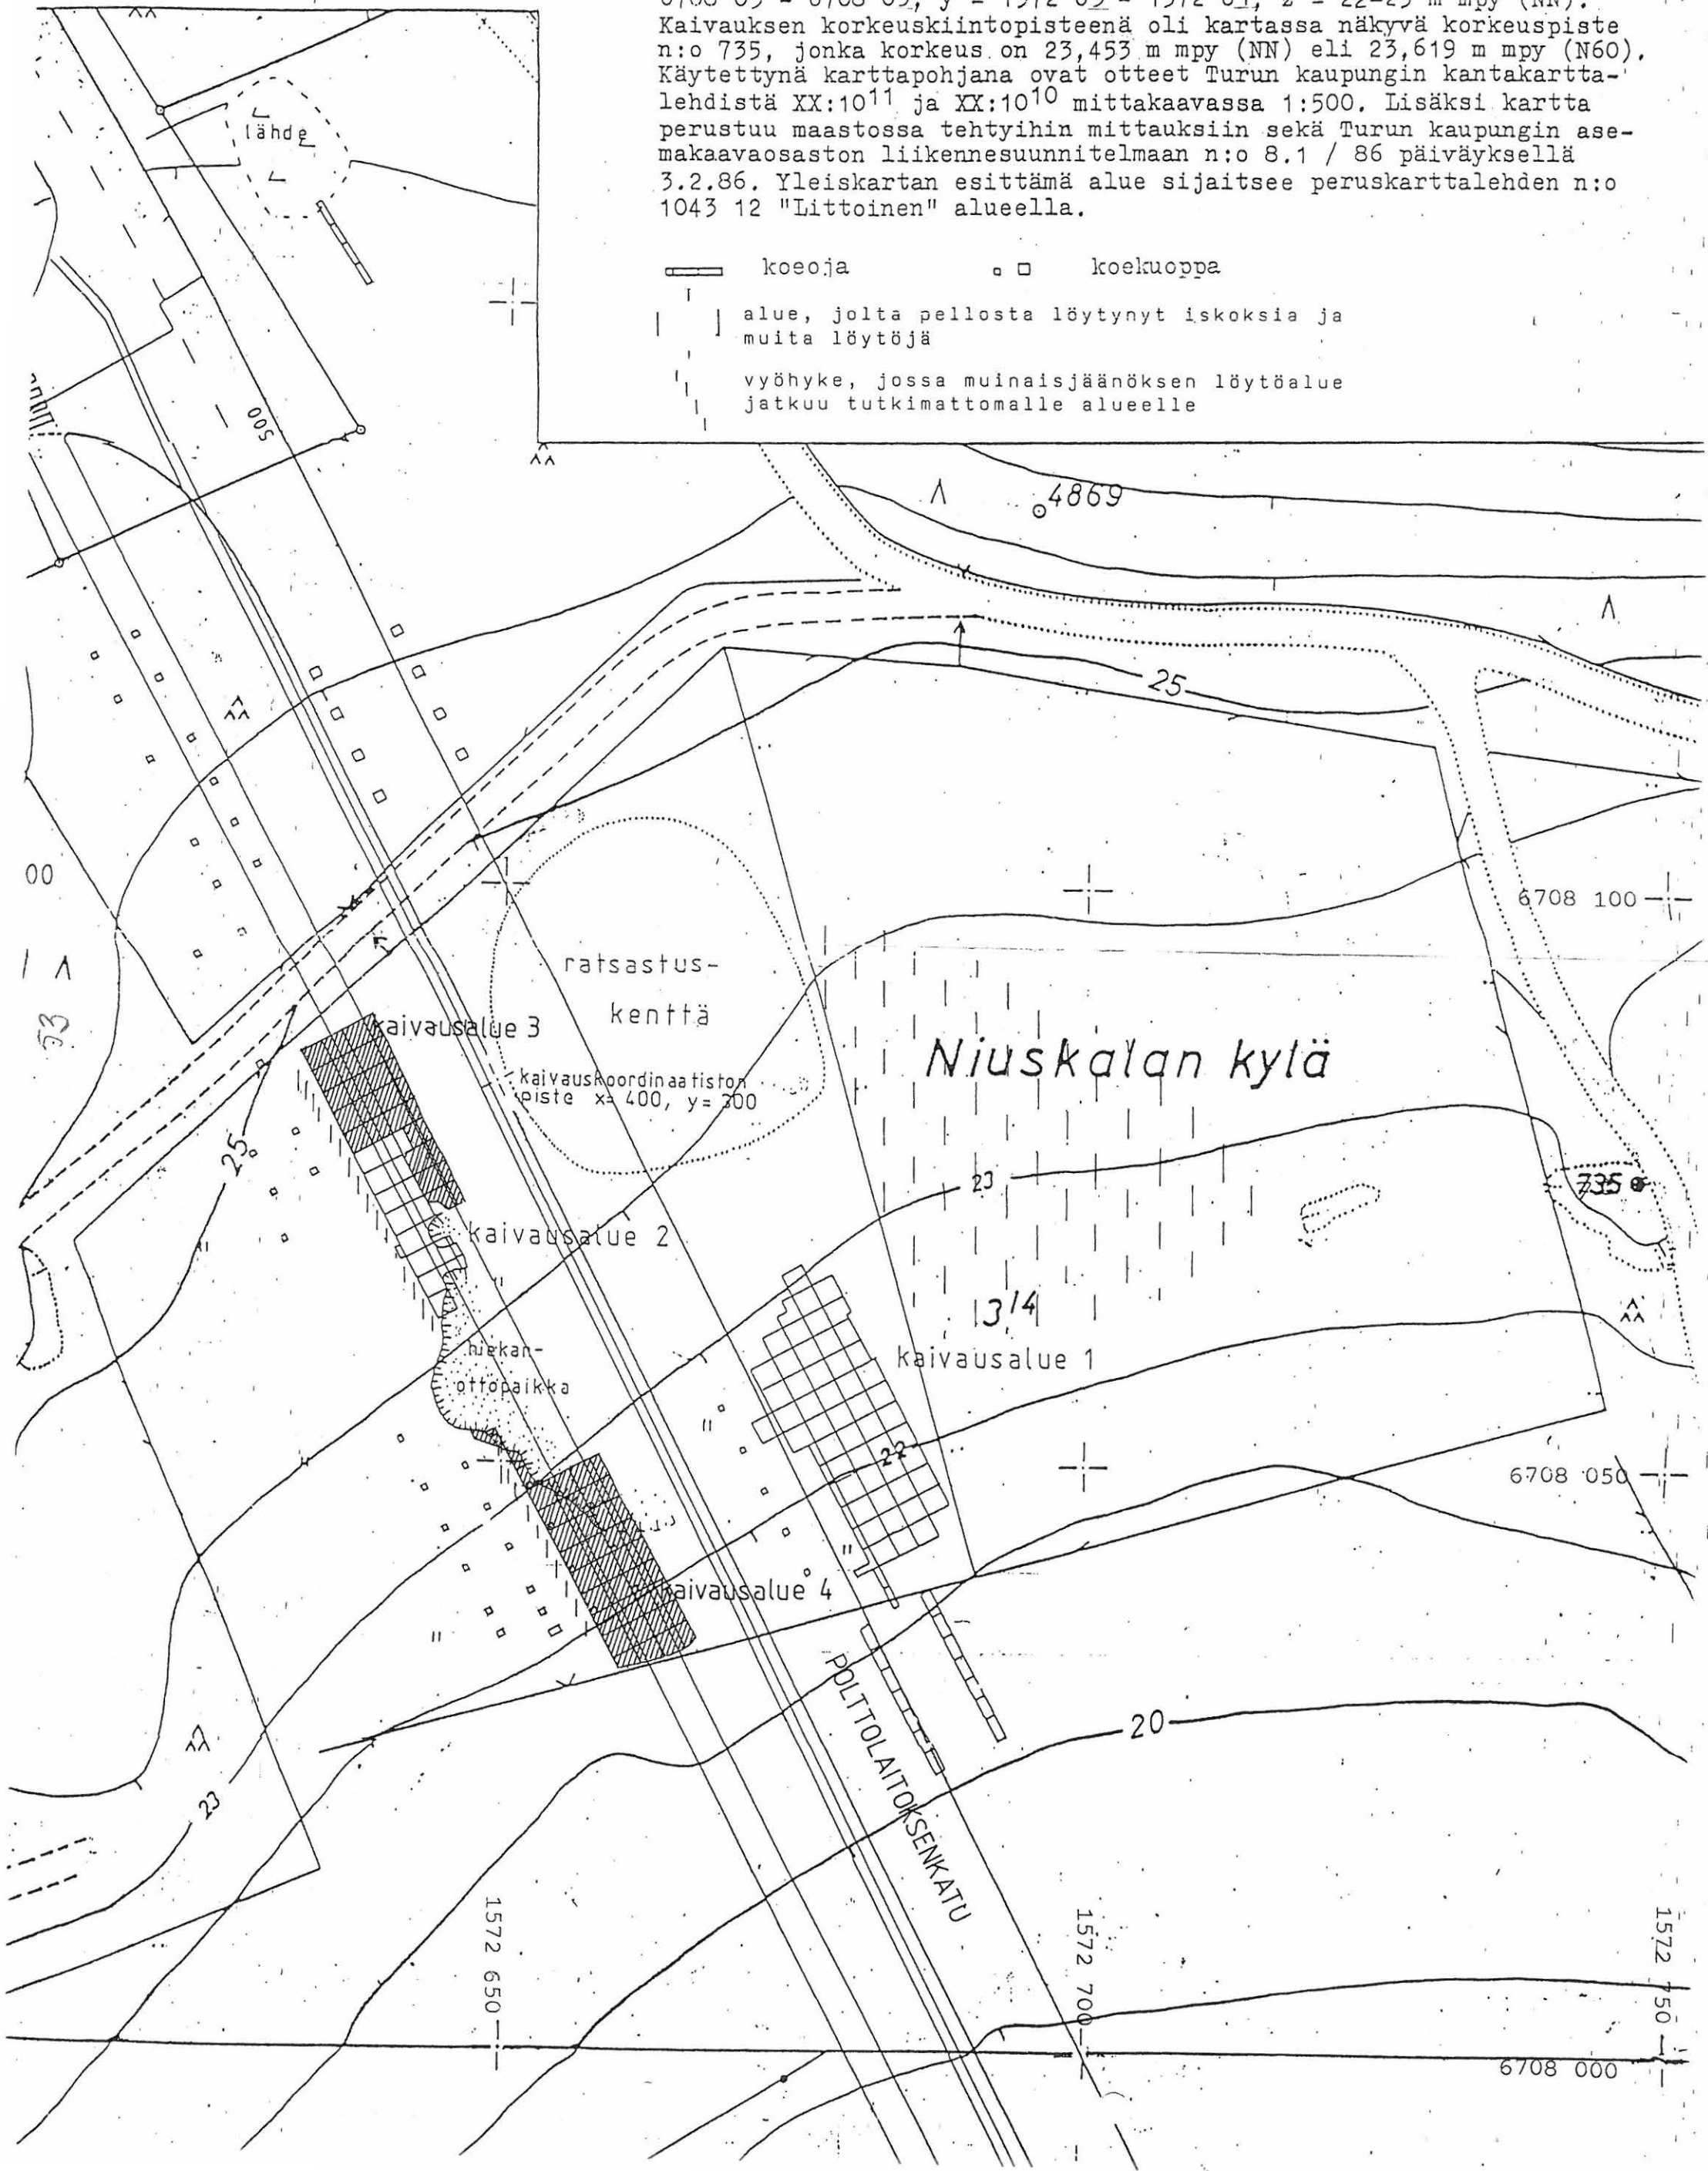 Kaivauksen korkeuskiintopisteenä oli kartassa näkyvä korkeuspiste
n:o 735, jonka korkeus on 23,453 m mpy (NN) eli 23,619 m mpy (N60).
Käytettynä karttapohjana ovat otteet Turun kaupungin kantakartta-
lehdistä XX:10¹¹ ja XX:10¹⁰ mittakaavassa 1:500. Lisäksi kartta
perustuu maastossa tehtyihin mittauksiin sekä Turun kaupungin ase-
makaavaosaston liikennesuunnitelmaan n:o 8.1 / 86 päiväyksellä
3.2.86. Yleiskartan esittämä alue sijaitsee peruskarttalehden n:o
1043 12 "Littoinen" alueella.
koeoja
koekuoppa
alue, jolta pellosta löytynyt iskoksia ja
muita löytöjä
vyöhyke, jossa muinaisjäännöksen löytöalue
jatkuu tutkimattomalle alueelle
lähde
500
4869
25
00
6708 100
ratsastus-
kenttä
kaivausalue 3
Niuskalan kylä
kaivauskoordinaatiston
piste x= 400, y= 300
25
23
735
kaivausalue 2
3/4
hiekan-
ottopaikka
kaivausalue 1
22
6708 050
kaivausalue 4
POLTTOLAITOKSENKATU
20
23
1572 650
1572 700
1572 750
6708 000